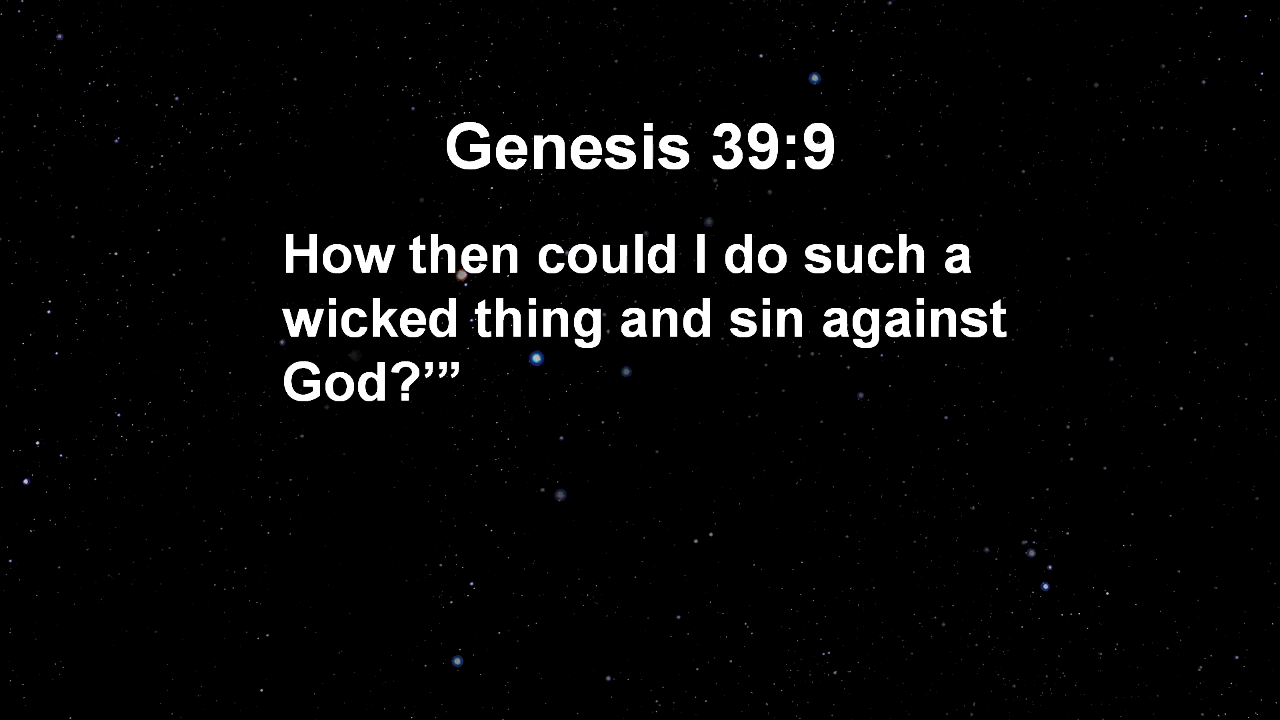 Genesis 39:9
How then could I do such a
wicked thing and sin against
God?’”